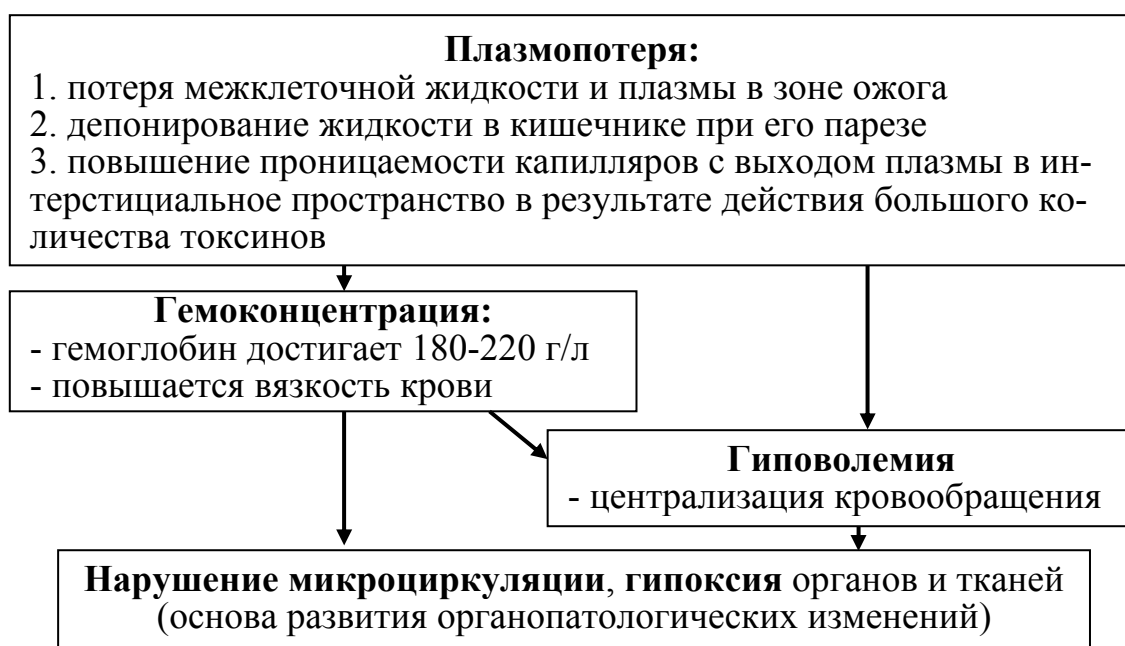 Плазмопотеря:
1. потеря межклеточной жидкости и плазмы в зоне ожога
2. депонирование жидкости в кишечнике при его парезе
3. повышение проницаемости капилляров с выходом плазмы в ин-
терстициальное пространство в результате действия большого ко-
личества токсинов
Гемоконцентрация:
- гемоглобин достигает 180-220 г/л
- повышается вязкость крови
Гиповолемия
- централизация кровообращения
Нарушение микроциркуляции, гипоксия органов и тканей
(основа развития органопатологических изменений)